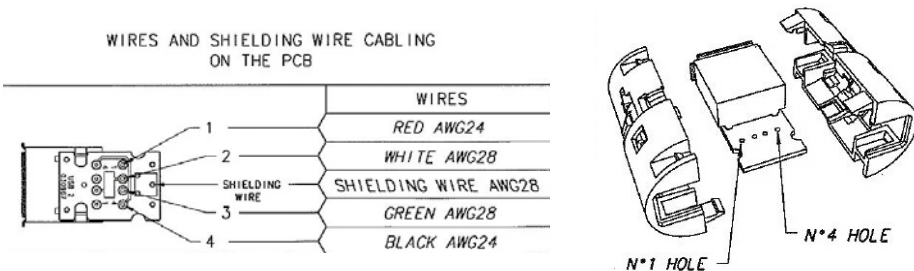 WIRES AND SHIELDING WIRE CABLING
ON THE PCB
WIRES
1
RED AWG24
2
WHITE AWG28
SHIELDING
WIRE
SHIELDING WIRE AWG28
3
GREEN AWG28
4
BLACK AWG24
N°1 HOLE
N°4 HOLE